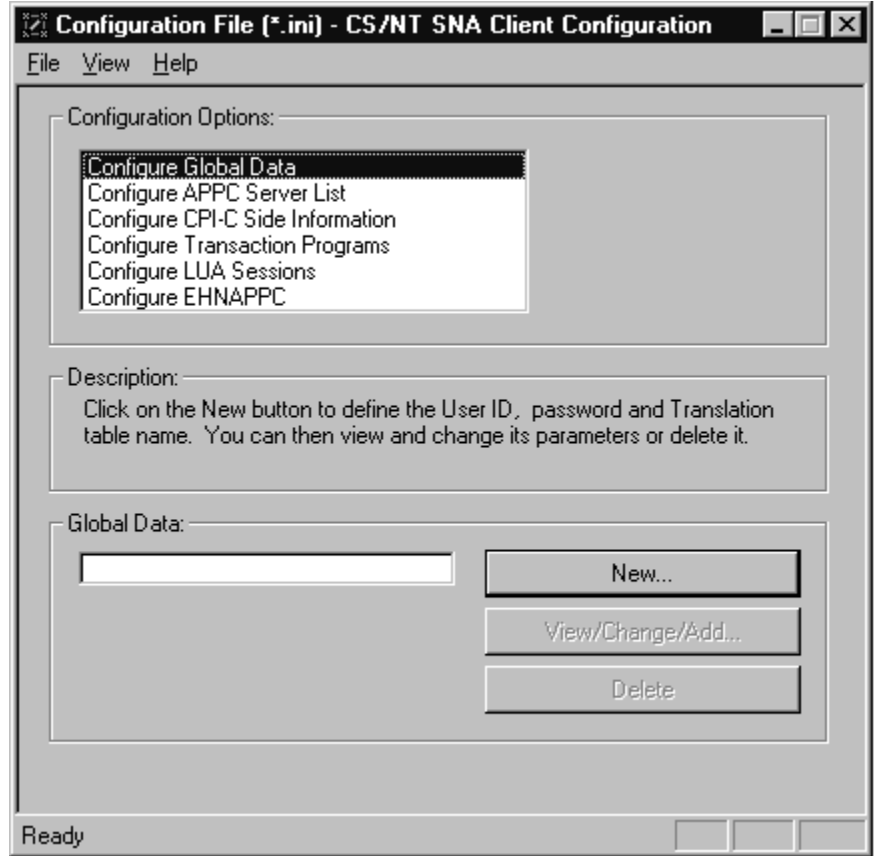 Configuration File (*.ini) - CS/NT SNA Client Configuration
File View Help
Configuration Options:
Configure Global Data
Configure APPC Server List
Configure CPI-C Side Information
Configure Transaction Programs
Configure LUA Sessions
Configure EHNAPPC
Description:
Click on the New button to define the User ID, password and Translation
table name. You can then view and change its parameters or delete it.
Global Data:
New...
View/Change/Add...
Delete
Ready